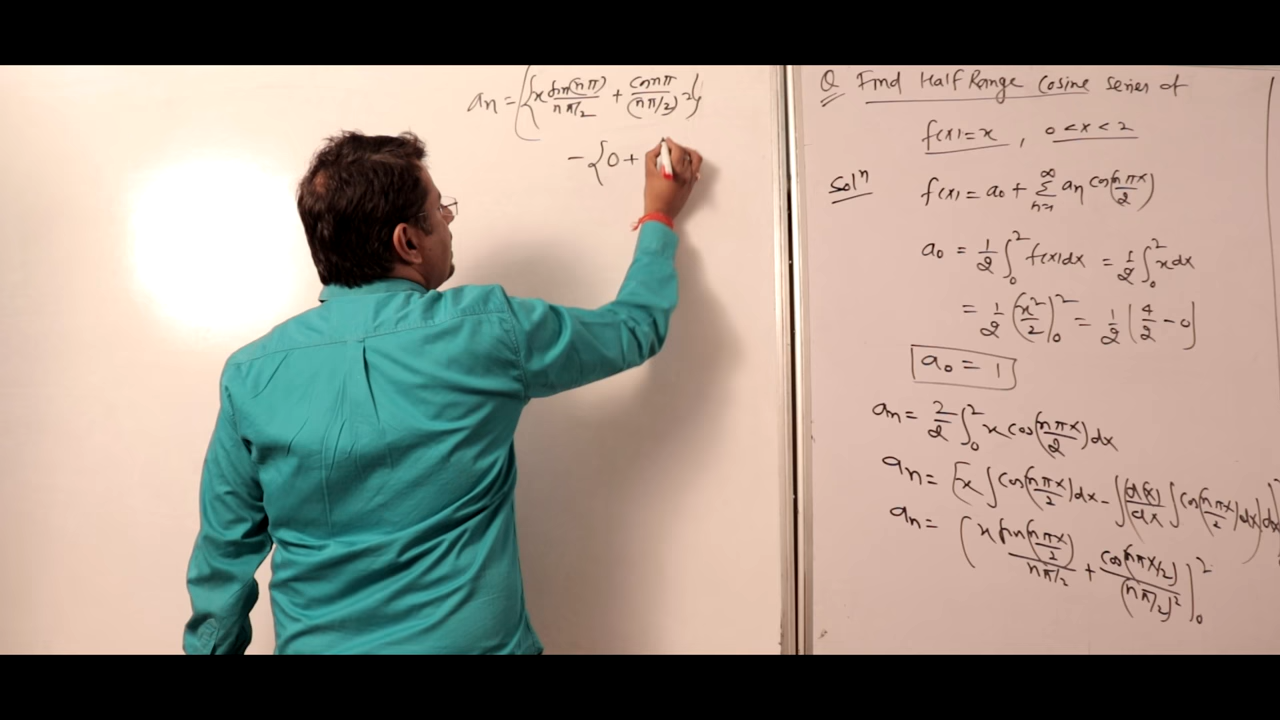 an = [{x sin(nπ)/nπ/2 + cos nπ/(nπ/2)2},
- {0 +
Q Find Half Range Cosine series of
f(x) = x , 0 < x < 2
Solⁿ f(x) = a0 + ∑_{n=1}^{∞} an cos(nπx/2)
a0 = 1/2 ∫_0^2 f(x)dx = 1/2 ∫_0^2 x dx
= 1/2 (x²/2)_0^2 = 1/2 [4/2 - 0]
a0 = 1
an = 2/2 ∫_0^2 x cos(nπx/2) dx
an = [x ∫ cos(nπx/2)dx - ∫(d(x)/dx ∫ cos(nπx/2)dx)dx]
an = (x sin(nπx/2)/nπ/2 + cos(nπx/2)/(nπ/2)²]_0^2